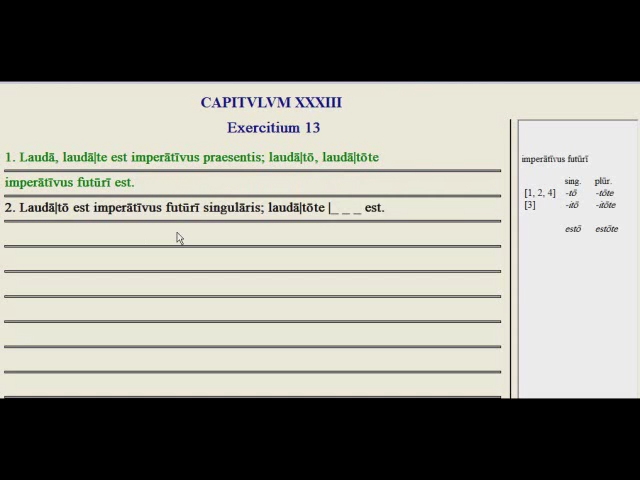 CAPITVLVM XXXIII
Exercitium 13
1. Laudā, laudā|te est imperātīvus praesentis; laudā|tō, laudā|tōte
imperātīvus futūrī est.
2. Laudā|tō est imperātīvus futūrī singulāris; laudā|tōte |_ _ _ est.
imperātīvus futūrī
sing. plūr.
[1, 2, 4] -tō -tōte
[3] -itō -itōte
estō estōte